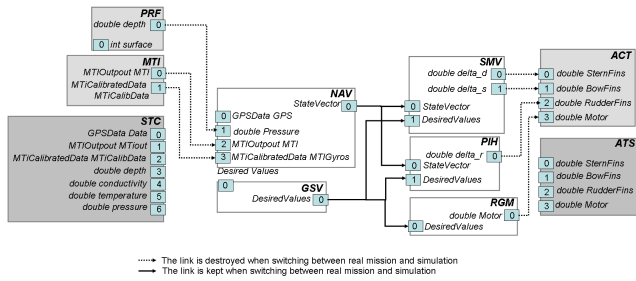 PRF
double depth 0
0 int surface
MTI
MTIOutpout MTI 0
MTiCalibratedData 1
MTiCalibData
STC
GPSData Data 0
MTIOutpout MTiout 1
MTiCalibratedData MTiCalibData 2
double depth 3
double conductivity 4
double temperature 5
double pressure 6
NAV
StateVector 0
0 GPSData GPS
1 double Pressure
2 MTIOutpout MTI
3 MTiCalibratedData MTIGyros
Desired Values
0
GSV
DesiredValues 0
SMV
double delta_d 0
double delta_s 1
0 StateVector
1 DesiredValues
PIH
double delta_r 0
0 StateVector
1 DesiredValues
RGM
double Motor 0
0 DesiredValues
ACT
0 double SternFins
1 double BowFins
2 double RudderFins
3 double Motor
ATS
0 double SternFins
1 double BowFins
2 double RudderFins
3 double Motor
The link is destroyed when switching between real mission and simulation
The link is kept when switching between real mission and simulation